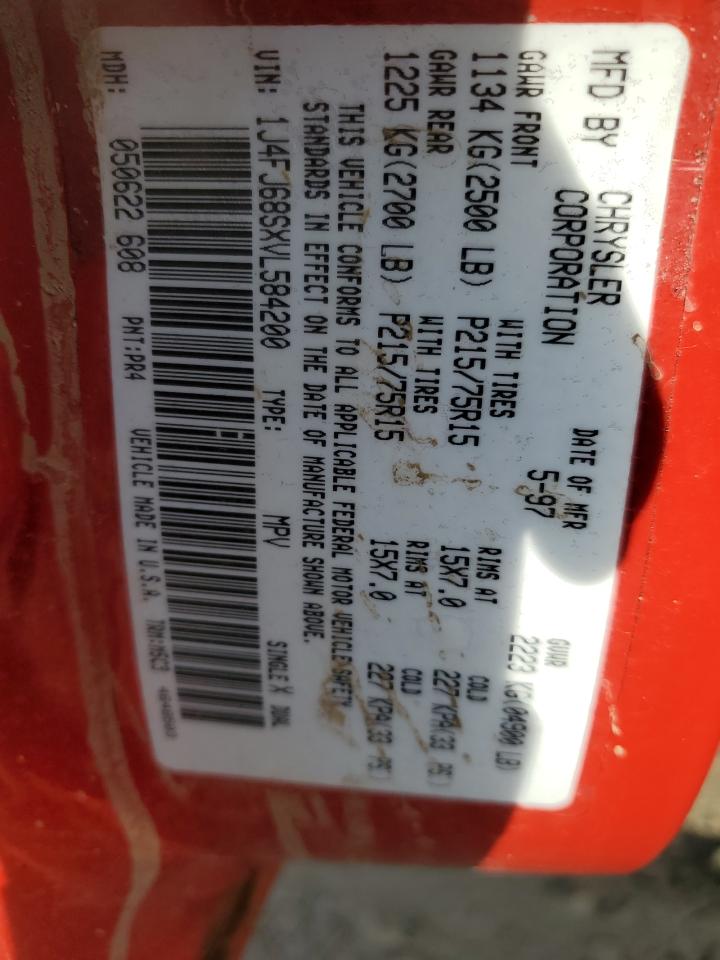 MFD BY CHRYSLER CORPORATION DATE OF MFR 5-97 GVWR 2223 KG(04900 LB)
GAWR FRONT WITH TIRES RIMS AT COLD
1134 KG(2500 LB) P215/75R15 15X7.0 227 KPA(33 PSI)
GAWR REAR WITH TIRES RIMS AT COLD
1225 KG(2700 LB) P215/75R15 15X7.0 227 KPA(33 PSI)
THIS VEHICLE CONFORMS TO ALL APPLICABLE FEDERAL MOTOR VEHICLE SAFETY
STANDARDS IN EFFECT ON THE DATE OF MANUFACTURE SHOWN ABOVE.
VIN: 1J4FJ68SXVL584200 TYPE: MPV SINGLE X DUAL
MDH: 050622 608 PNT:PR4 VEHICLE MADE IN U.S.A.